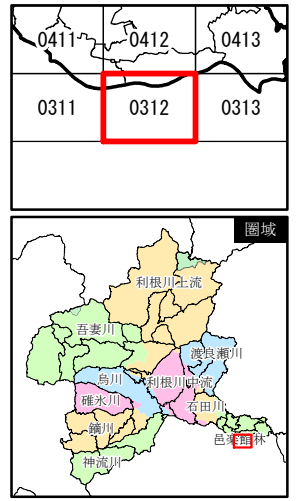 0411 0412 0413
0311 0312 0313
圏域
利根川上流
吾妻川
渡良瀬川
烏川 利根川中流
碓氷川
石田川
鏑川
邑楽館林
神流川